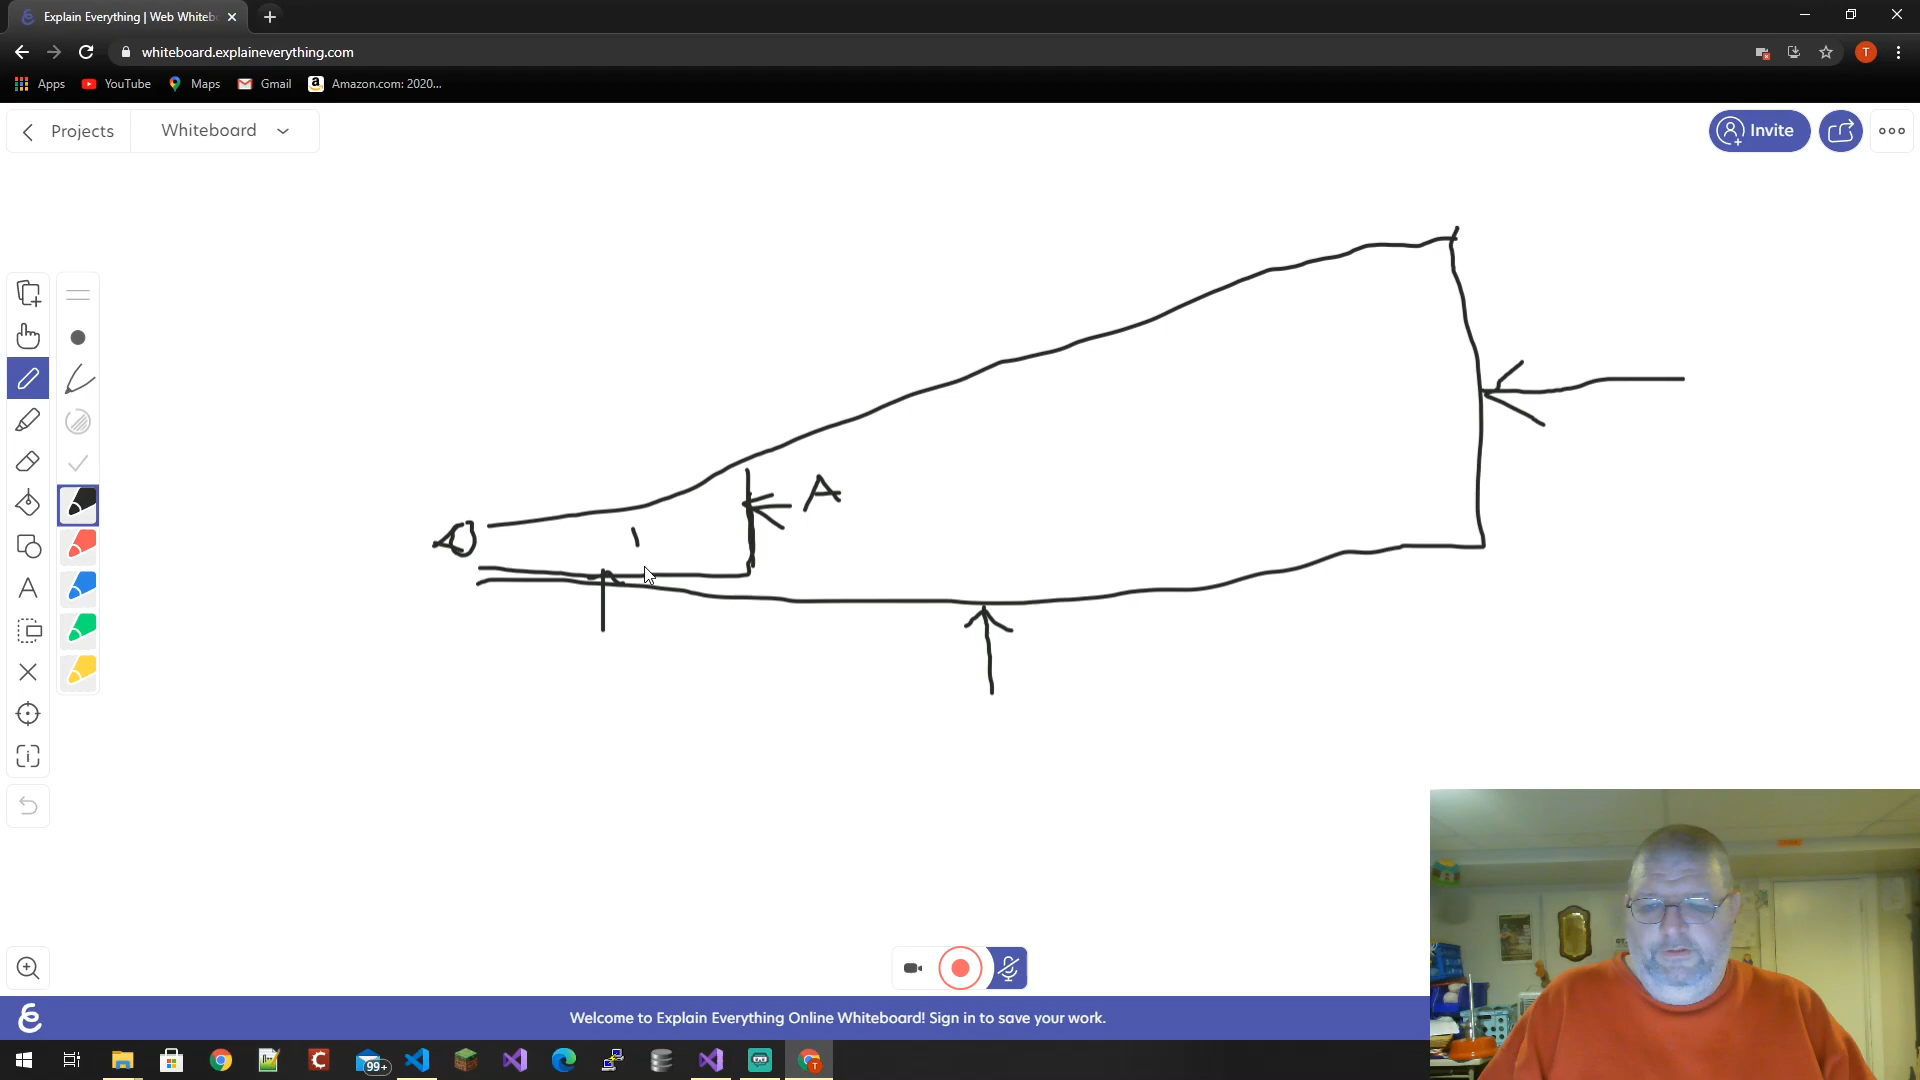 Explain Everything | Web Whitebo
whiteboard.explaineverything.com
T
Apps
YouTube
Maps
Gmail
Amazon.com: 2020...
Projects
Whiteboard
Invite
A
A
Welcome to Explain Everything Online Whiteboard! Sign in to save your work.
99+
T